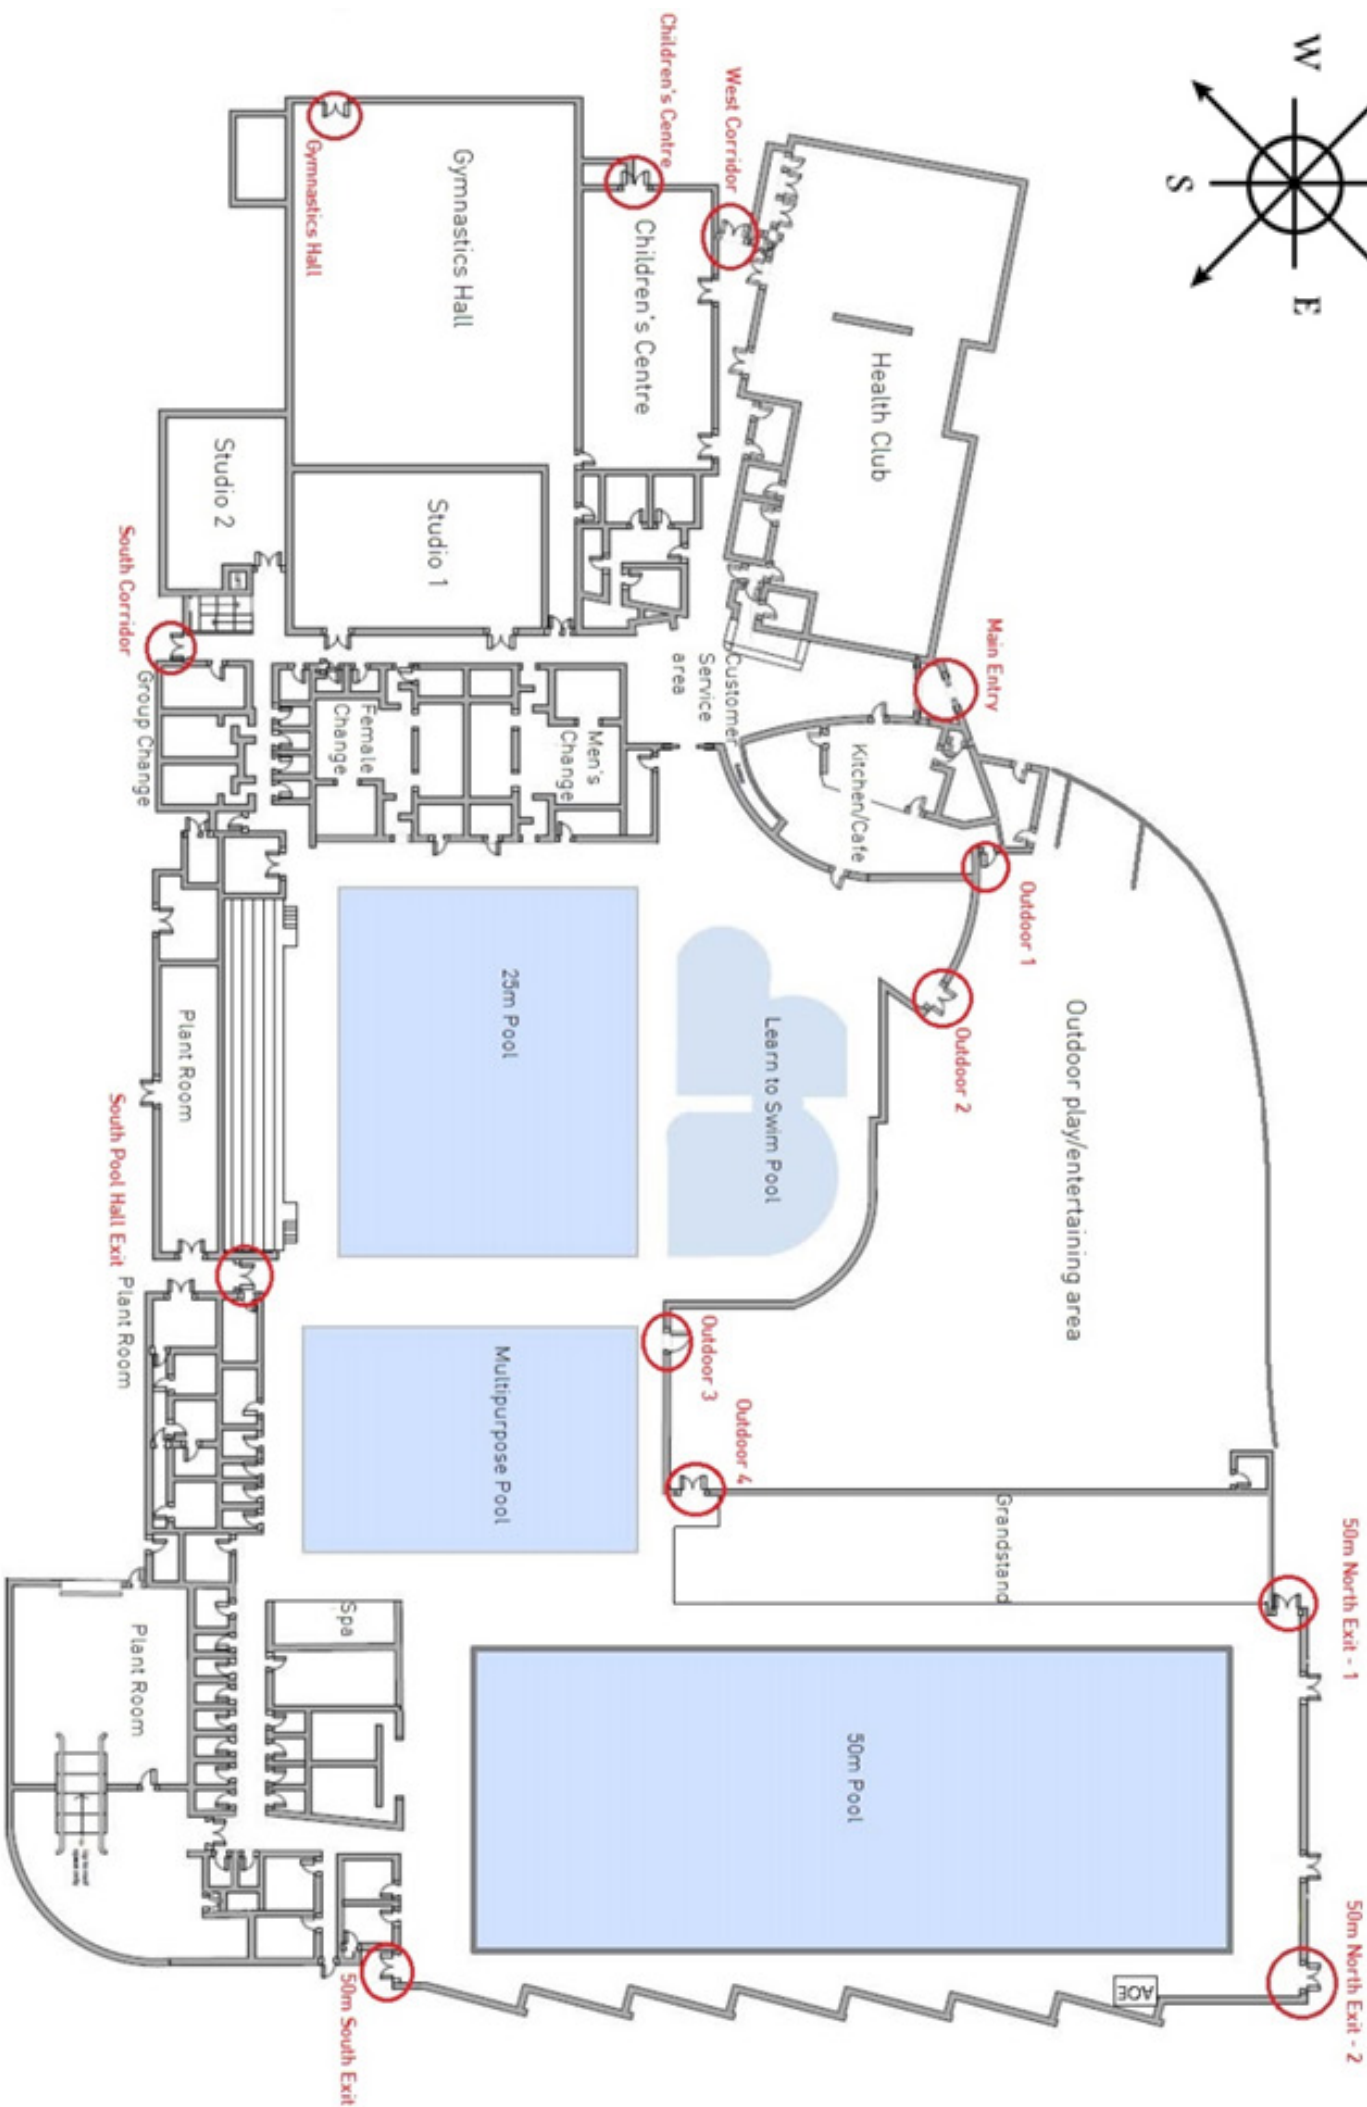 W
S
E
Children's Centre
West Corridor
Gymnastics Hall
Gymnastics Hall
Children's Centre
Health Club
Main Entry
Studio 2
Studio 1
South Corridor
Customer
Service
area
Group Change
Female
Change
Men's
Change
Kitchen/Cafe
Outdoor 1
Outdoor 2
Outdoor play/entertaining area
25m Pool
Learn to Swim Pool
Plant Room
South Pool Hall Exit
Plant Room
Multipurpose Pool
Outdoor 3
Outdoor 4
Grandstand
50m North Exit - 1
Spa
Plant Room
50m Pool
50m North Exit - 2
50m South Exit
AOE